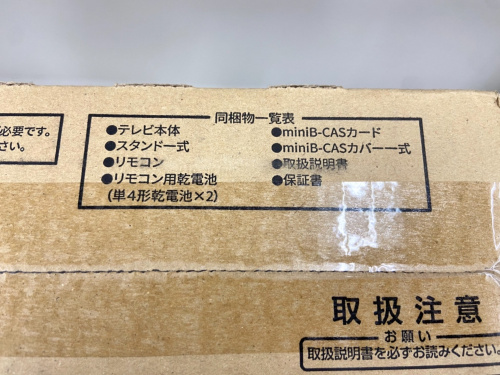 同梱物一覧表
必要です。
さい。
●テレビ本体
●スタンド一式
●リモコン
●リモコン用乾電池
(単4形乾電池×2)
●miniB-CASカード
●miniB-CASカバー一式
●取扱説明書
●保証書
取扱注意
お願い
取扱説明書を必ずお読みください。